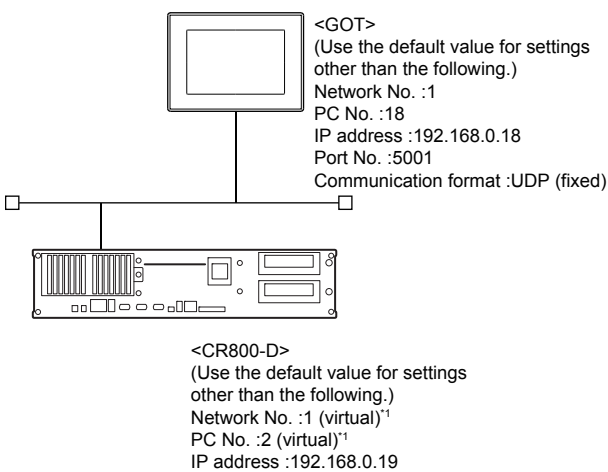 <GOT>
(Use the default value for settings
other than the following.)
Network No. :1
PC No. :18
IP address :192.168.0.18
Port No. :5001
Communication format :UDP (fixed)
<CR800-D>
(Use the default value for settings
other than the following.)
Network No. :1 (virtual)*1
PC No. :2 (virtual)*1
IP address :192.168.0.19